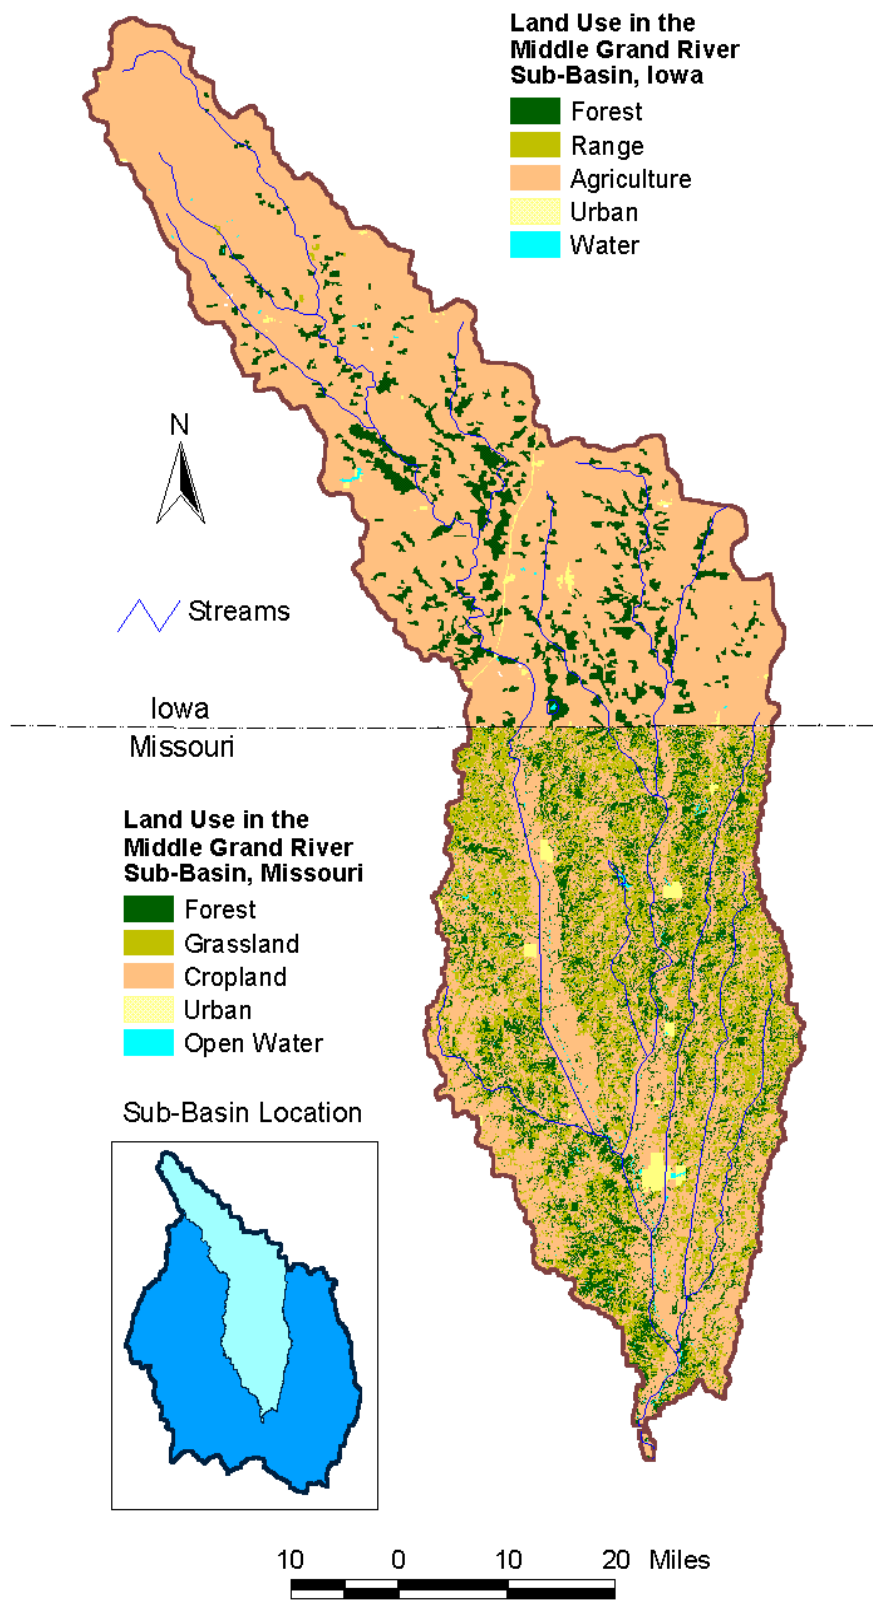 Land Use in the
Middle Grand River
Sub-Basin, Iowa
Forest
Range
Agriculture
Urban
Water
N
Streams
Iowa
Missouri
Land Use in the
Middle Grand River
Sub-Basin, Missouri
Forest
Grassland
Cropland
Urban
Open Water
Sub-Basin Location
10 0 10 20 Miles